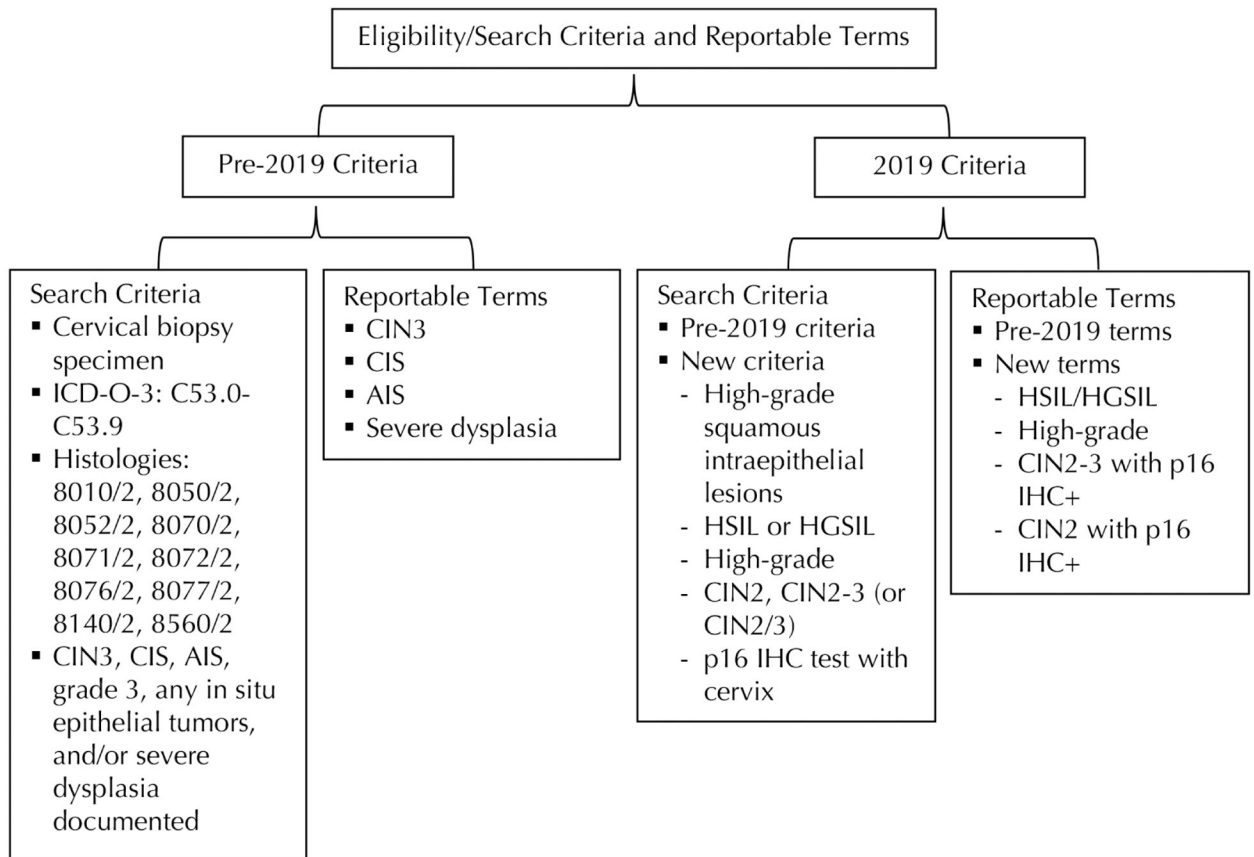 Eligibility/Search Criteria and Reportable Terms
Pre-2019 Criteria
2019 Criteria
Search Criteria
▪ Cervical biopsy
specimen
▪ ICD-O-3: C53.0-
C53.9
▪ Histologies:
8010/2, 8050/2,
8052/2, 8070/2,
8071/2, 8072/2,
8076/2, 8077/2,
8140/2, 8560/2
▪ CIN3, CIS, AIS,
grade 3, any in situ
epithelial tumors,
and/or severe
dysplasia
documented
Reportable Terms
▪ CIN3
▪ CIS
▪ AIS
▪ Severe dysplasia
Search Criteria
▪ Pre-2019 criteria
▪ New criteria
- High-grade
squamous
intraepithelial
lesions
- HSIL or HGSIL
- High-grade
- CIN2, CIN2-3 (or
CIN2/3)
- p16 IHC test with
cervix
Reportable Terms
▪ Pre-2019 terms
▪ New terms
- HSIL/HGSIL
- High-grade
- CIN2-3 with p16
IHC+
- CIN2 with p16
IHC+